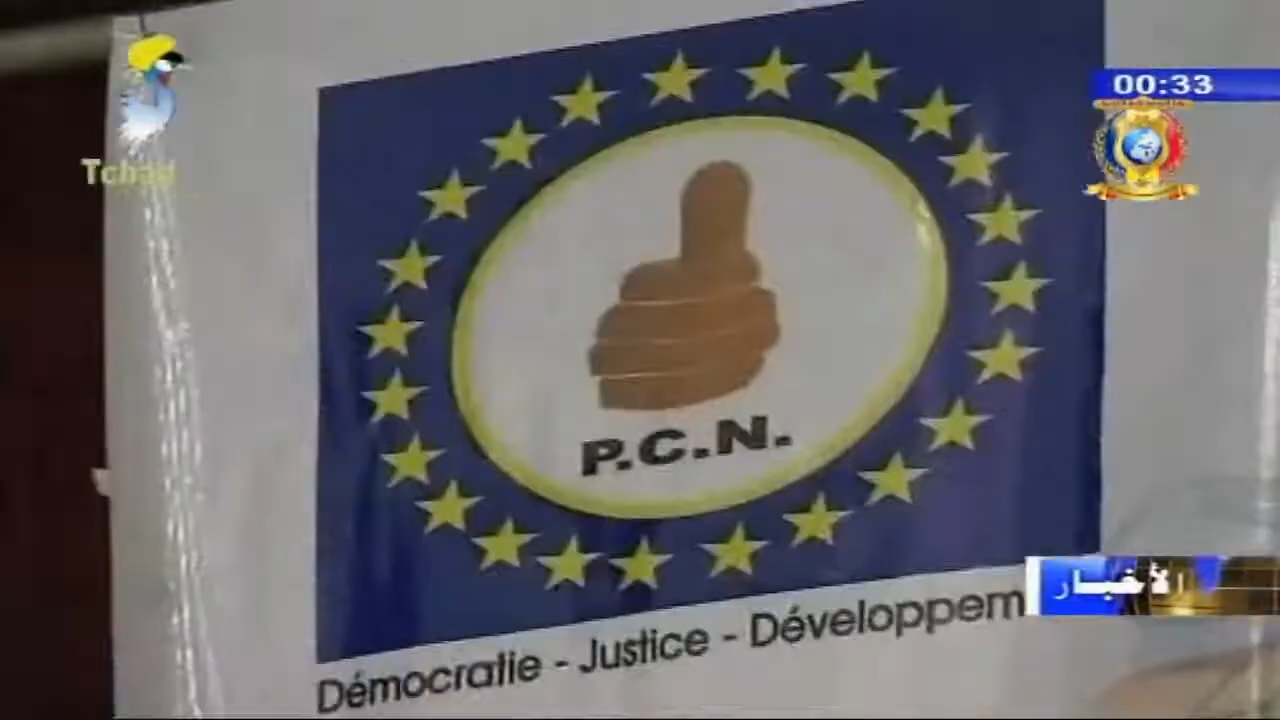 Tchad
00:33
P.C.N.
الأخبار
Démocratie - Justice - Développem